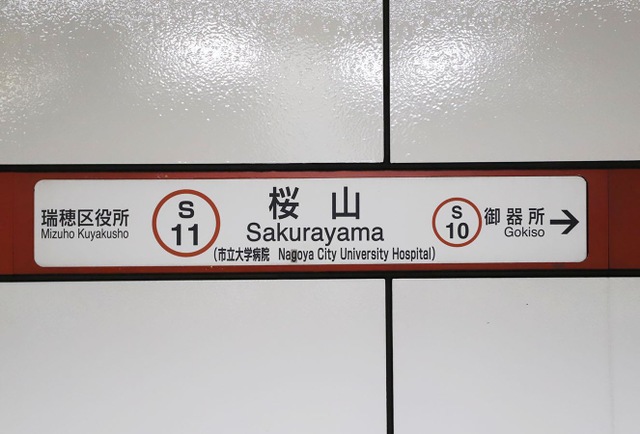 瑞穂区役所
Mizuho Kuyakusho
S
11
桜山
Sakurayama
(市立大学病院 Nagoya City University Hospital)
S
10
御器所
Gokiso